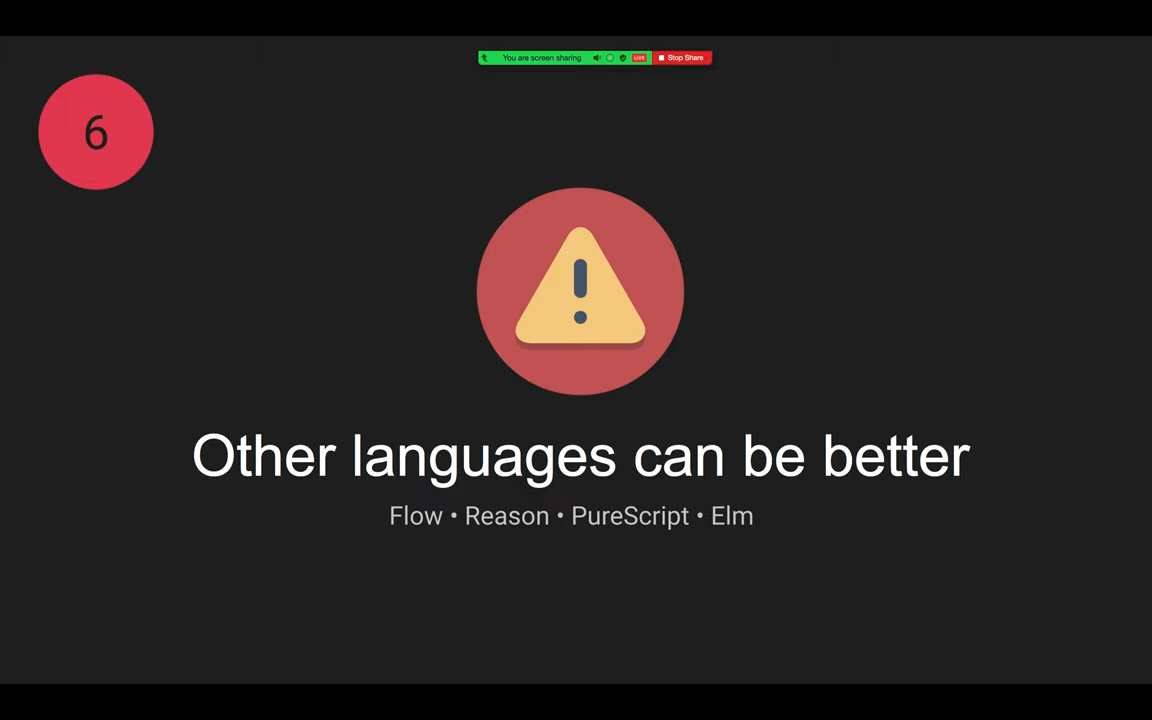 You are screen sharing LIVE Stop Share
6
Other languages can be better
Flow • Reason • PureScript • Elm